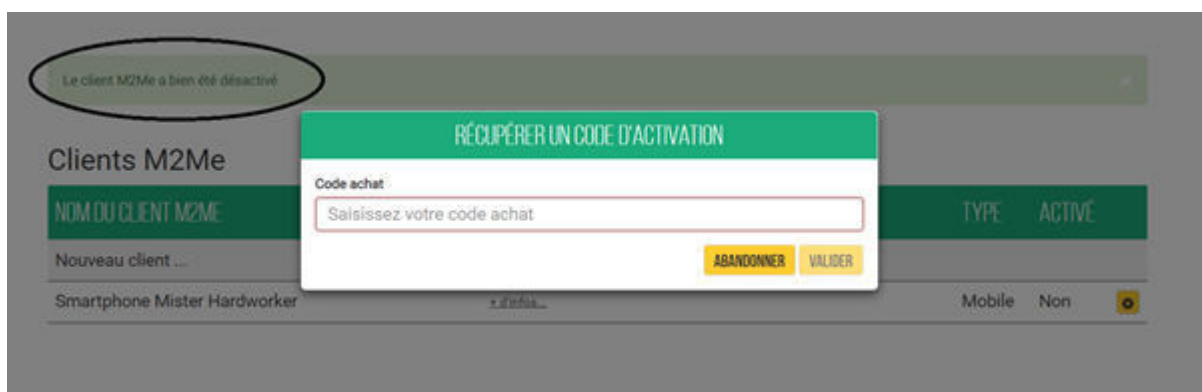 Le client M2Me a bien été désactivé
RÉCUPÉRER UN CODE D'ACTIVATION
Clients M2Me
Code achat
Saisissez votre code achat
NOM DU CLIENT M2ME
TYPE ACTIVÉ
ABANDONNER VALIDER
Nouveau client ...
Smartphone Mister Hardworker + d'infos... Mobile Non